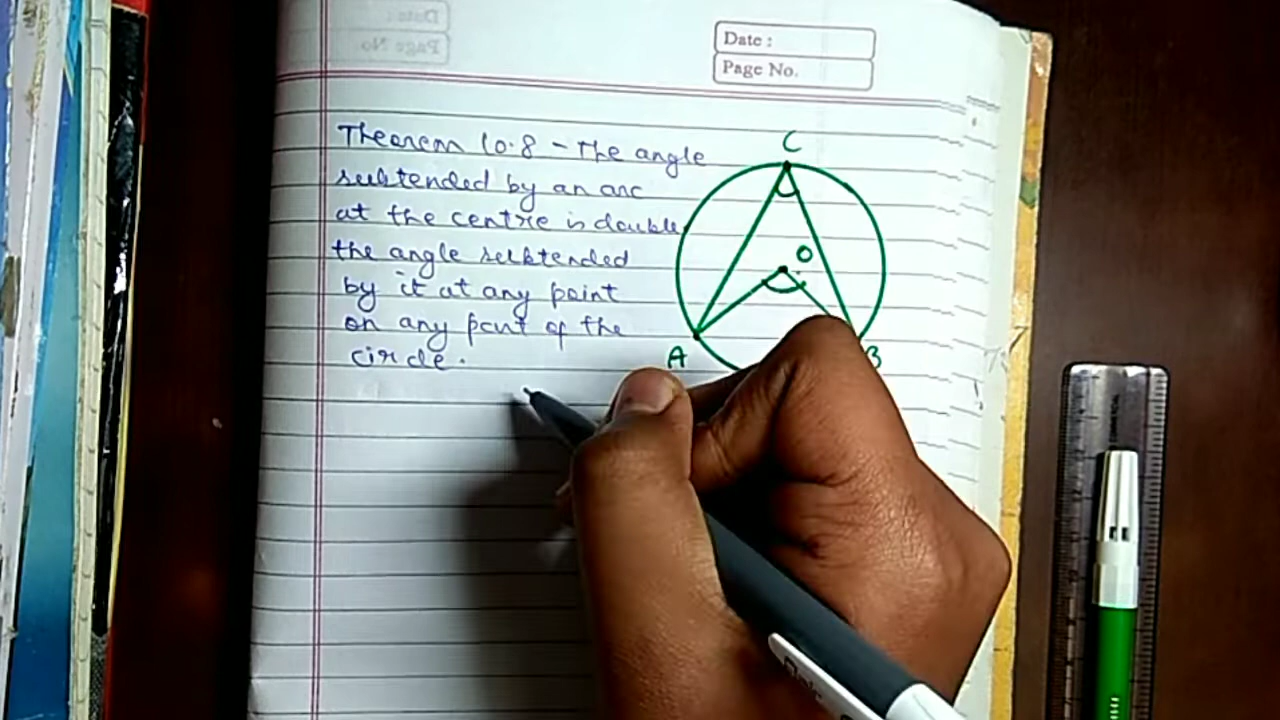 Date :
Page No.
Theorem 10.8 - The angle
subtended by an arc
at the centre is double
the angle subtended
by it at any point
on any part of the
circle.
C
O
A
B